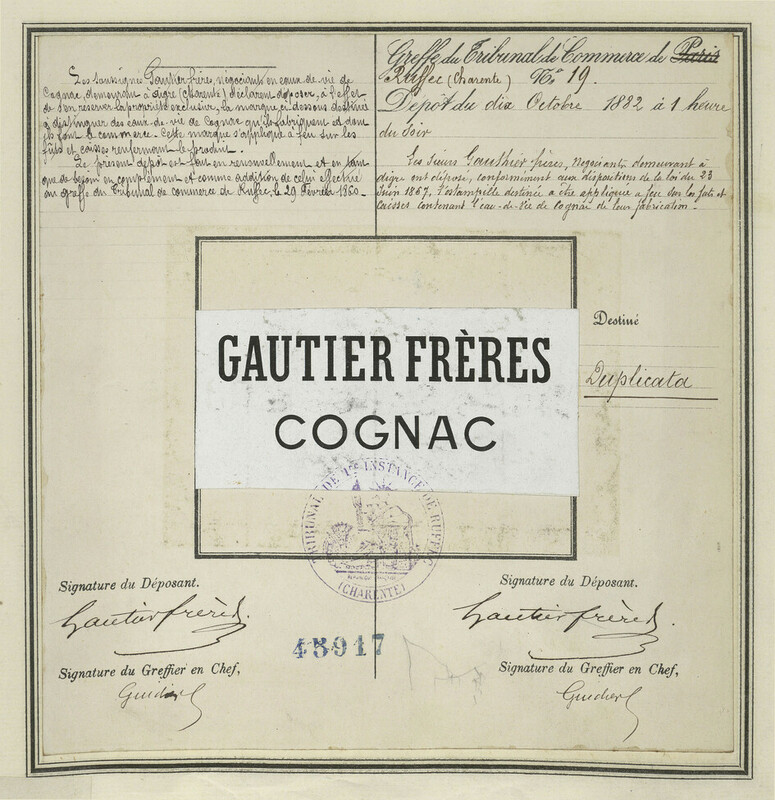 Les soussignés Gautier frères, négociant en eaux-de-vie de
Cognac, demeurant à Aigre (Charente) déclarent déposer, à l'effet
de s'en réserver la propriété exclusive, la marque ci-dessous destinée
à distinguer des eaux-de-vie de Cognac qu'ils fabriquent et dont
ils font le commerce. Cette marque s'applique à feu sur les
fûts et caisses renfermant le produit.
Le présent dépôt est fait en renouvellement et en tant
que de besoin en complément et comme addition de celui effectué
au greffe du Tribunal de commerce de Ruffec, le 29 Février 1860.
Greffe du Tribunal de Commerce de Paris
Ruffec (Charente) No 19.
Dépôt du dix Octobre 1882 à 1 heure
du soir
Les sieurs Gauthier frères, négociants demeurant à
Aigre ont déposé, conformément aux dispositions de la loi du 23
Juin 1857, l'estampille destinée a être appliquée a feu sur les futs et
caisses contenant l'eau-de-vie de Cognac de leur fabrication.
GAUTIER FRÈRES
COGNAC
Destiné
Duplicata
TRIBUNAL DE 1re INSTANCE DE RUFFEC
(CHARENTE)
Signature du Déposant.
Gautier frères.
Signature du Greffier en Chef,
45917
Signature du Déposant.
Gautier frères.
Signature du Greffier en Chef,